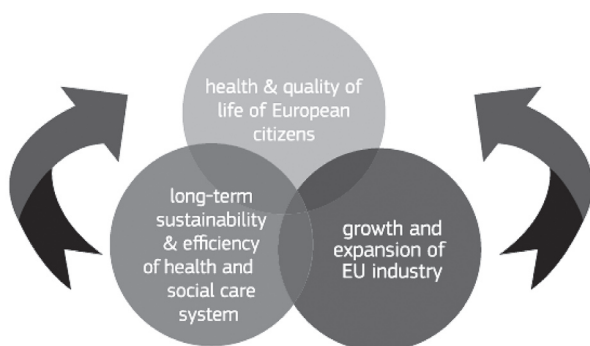 health & quality of
life of European
citizens
long-term
sustainability
& efficiency
of health and
social care
system
growth and
expansion of
EU industry